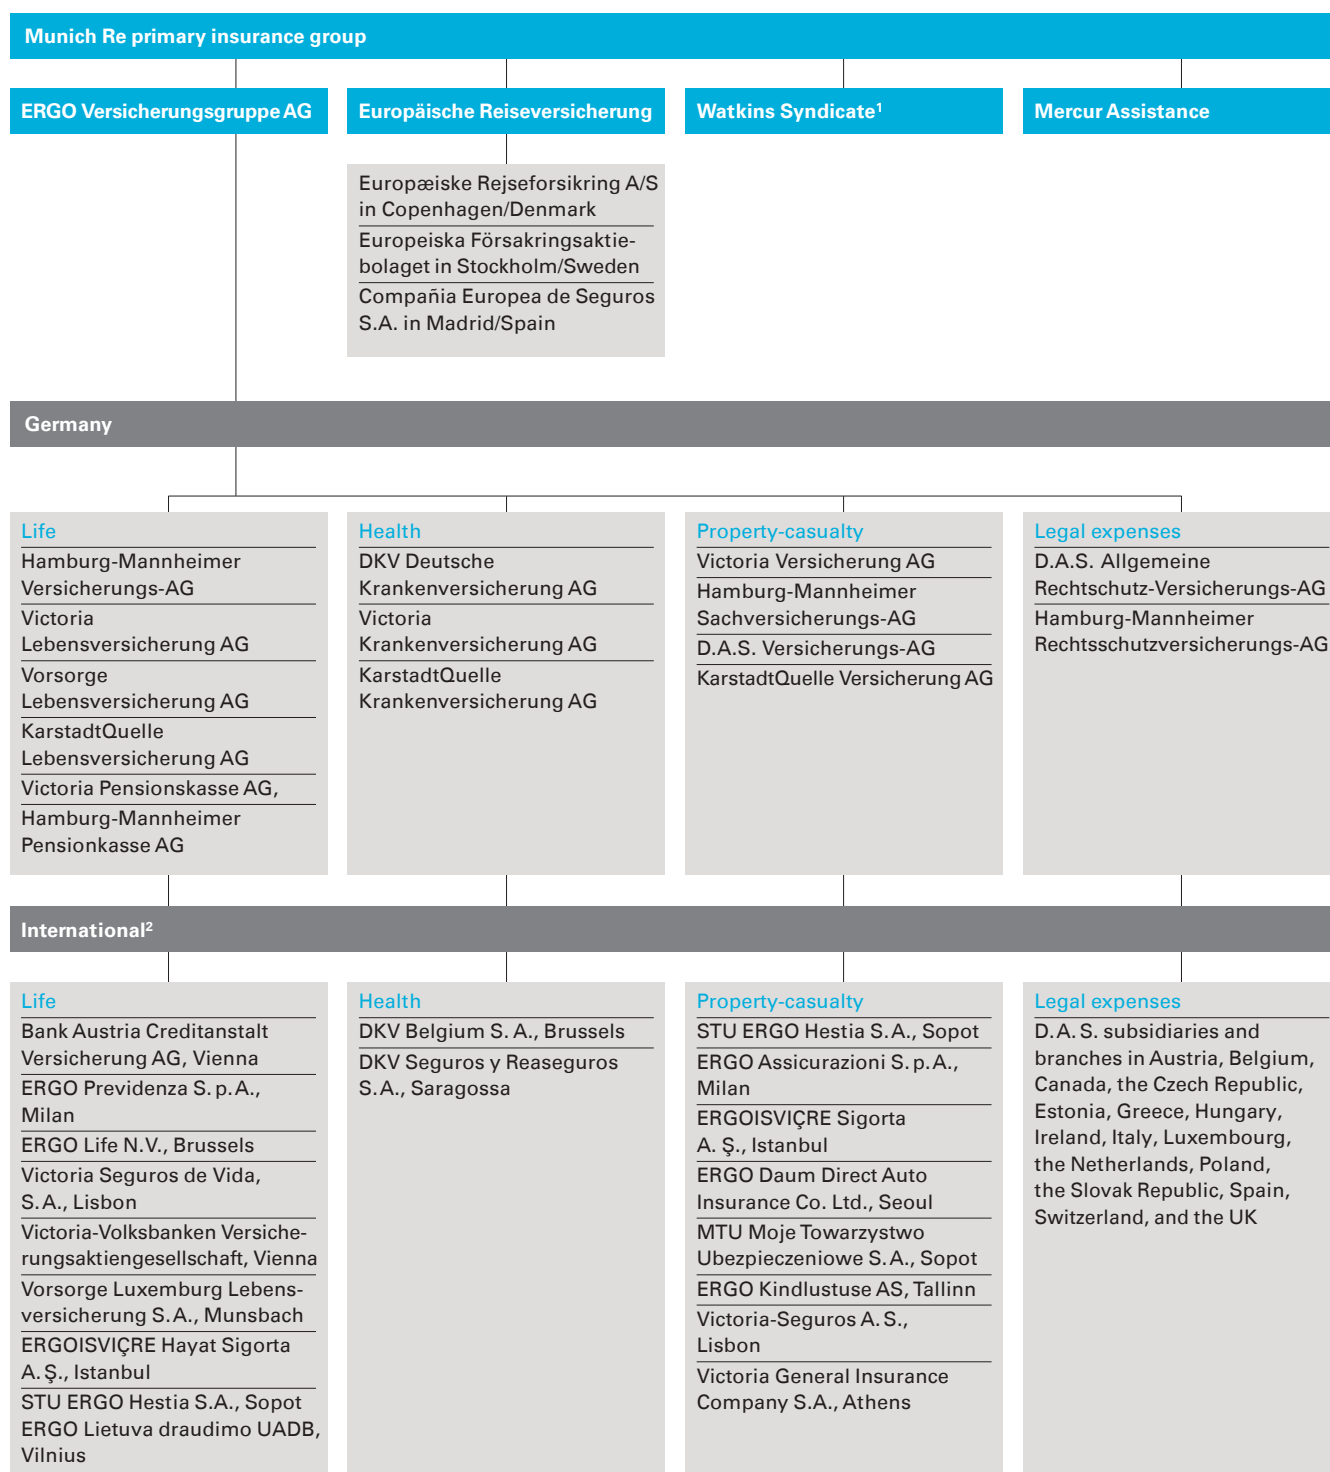 Munich Re primary insurance group
ERGO Versicherungsgruppe AG
Europäische Reiseversicherung
Watkins Syndicate¹
Mercur Assistance
Europæiske Rejseforsikring A/S
in Copenhagen/Denmark
Europeiska Försakringsaktie-
bolaget in Stockholm/Sweden
Compañia Europea de Seguros
S.A. in Madrid/Spain
Germany
Life
Hamburg-Mannheimer
Versicherungs-AG
Victoria
Lebensversicherung AG
Vorsorge
Lebensversicherung AG
KarstadtQuelle
Lebensversicherung AG
Victoria Pensionskasse AG,
Hamburg-Mannheimer
Pensionkasse AG
Health
DKV Deutsche
Krankenversicherung AG
Victoria
Krankenversicherung AG
KarstadtQuelle
Krankenversicherung AG
Property-casualty
Victoria Versicherung AG
Hamburg-Mannheimer
Sachversicherungs-AG
D.A.S. Versicherungs-AG
KarstadtQuelle Versicherung AG
Legal expenses
D.A.S. Allgemeine
Rechtschutz-Versicherungs-AG
Hamburg-Mannheimer
Rechtsschutzversicherungs-AG
International²
Life
Bank Austria Creditanstalt
Versicherung AG, Vienna
ERGO Previdenza S. p. A.,
Milan
ERGO Life N.V., Brussels
Victoria Seguros de Vida,
S. A., Lisbon
Victoria-Volksbanken Versiche-
rungsaktiengesellschaft, Vienna
Vorsorge Luxemburg Lebens-
versicherung S. A., Munsbach
ERGOISVIÇRE Hayat Sigorta
A. Ş., Istanbul
STU ERGO Hestia S.A., Sopot
ERGO Lietuva draudimo UADB,
Vilnius
Health
DKV Belgium S. A., Brussels
DKV Seguros y Reaseguros
S. A., Saragossa
Property-casualty
STU ERGO Hestia S. A., Sopot
ERGO Assicurazioni S. p. A.,
Milan
ERGOISVIÇRE Sigorta
A. Ş., Istanbul
ERGO Daum Direct Auto
Insurance Co. Ltd., Seoul
MTU Moje Towarzystwo
Ubezpieczeniowe S. A., Sopot
ERGO Kindlustuse AS, Tallinn
Victoria-Seguros A. S.,
Lisbon
Victoria General Insurance
Company S.A., Athens
Legal expenses
D. A. S. subsidiaries and
branches in Austria, Belgium,
Canada, the Czech Republic,
Estonia, Greece, Hungary,
Ireland, Italy, Luxembourg,
the Netherlands, Poland,
the Slovak Republic, Spain,
Switzerland, and the UK